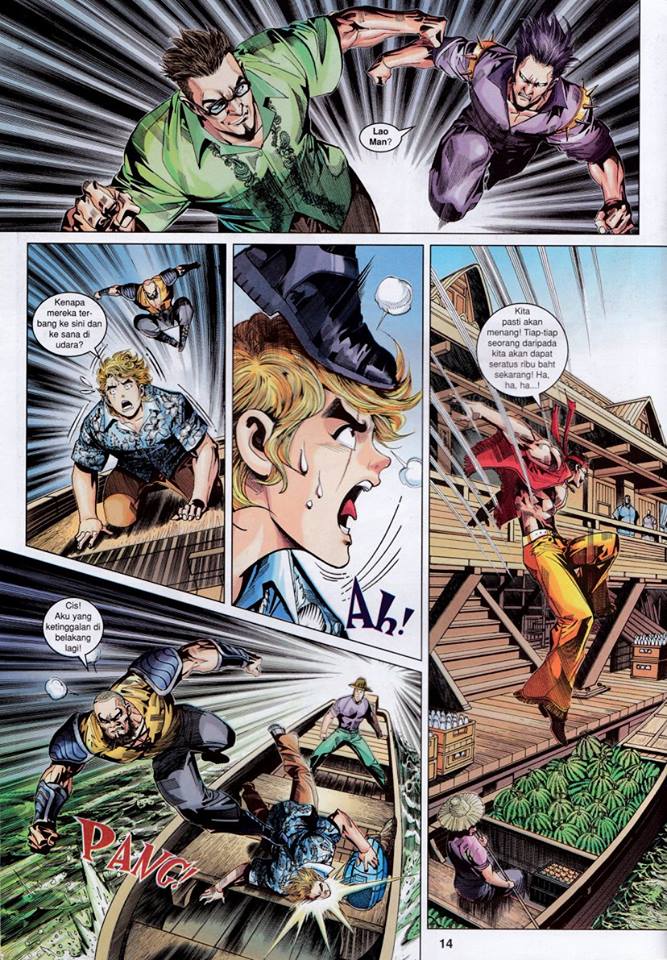 Lao
Man?
Kenapa
mereka ter-
bang ke sini dan
ke sana di
udara?
Ah!
Kita
pasti akan
menang! Tiap-tiap
seorang daripada
kita akan dapat
seratus ribu baht
sekarang! Ha,
ha, ha...!
Cis!
Aku yang
ketinggalan di
belakang
lagi!
PANG!
14